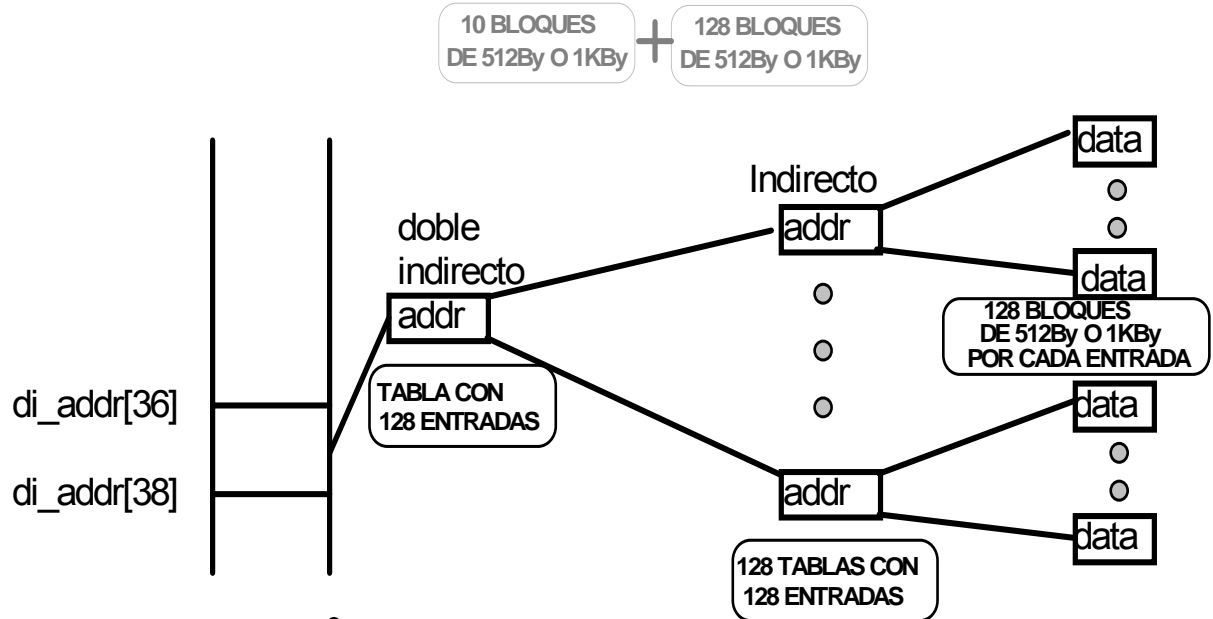 10 BLOQUES
DE 512By O 1KBy
128 BLOQUES
DE 512By O 1KBy
data
Indirecto
addr
doble
indirecto
addr
data
128 BLOQUES
DE 512By O 1KBy
POR CADA ENTRADA
TABLA CON
128 ENTRADAS
di_addr[36]
data
di_addr[38]
addr
data
128 TABLAS CON
128 ENTRADAS